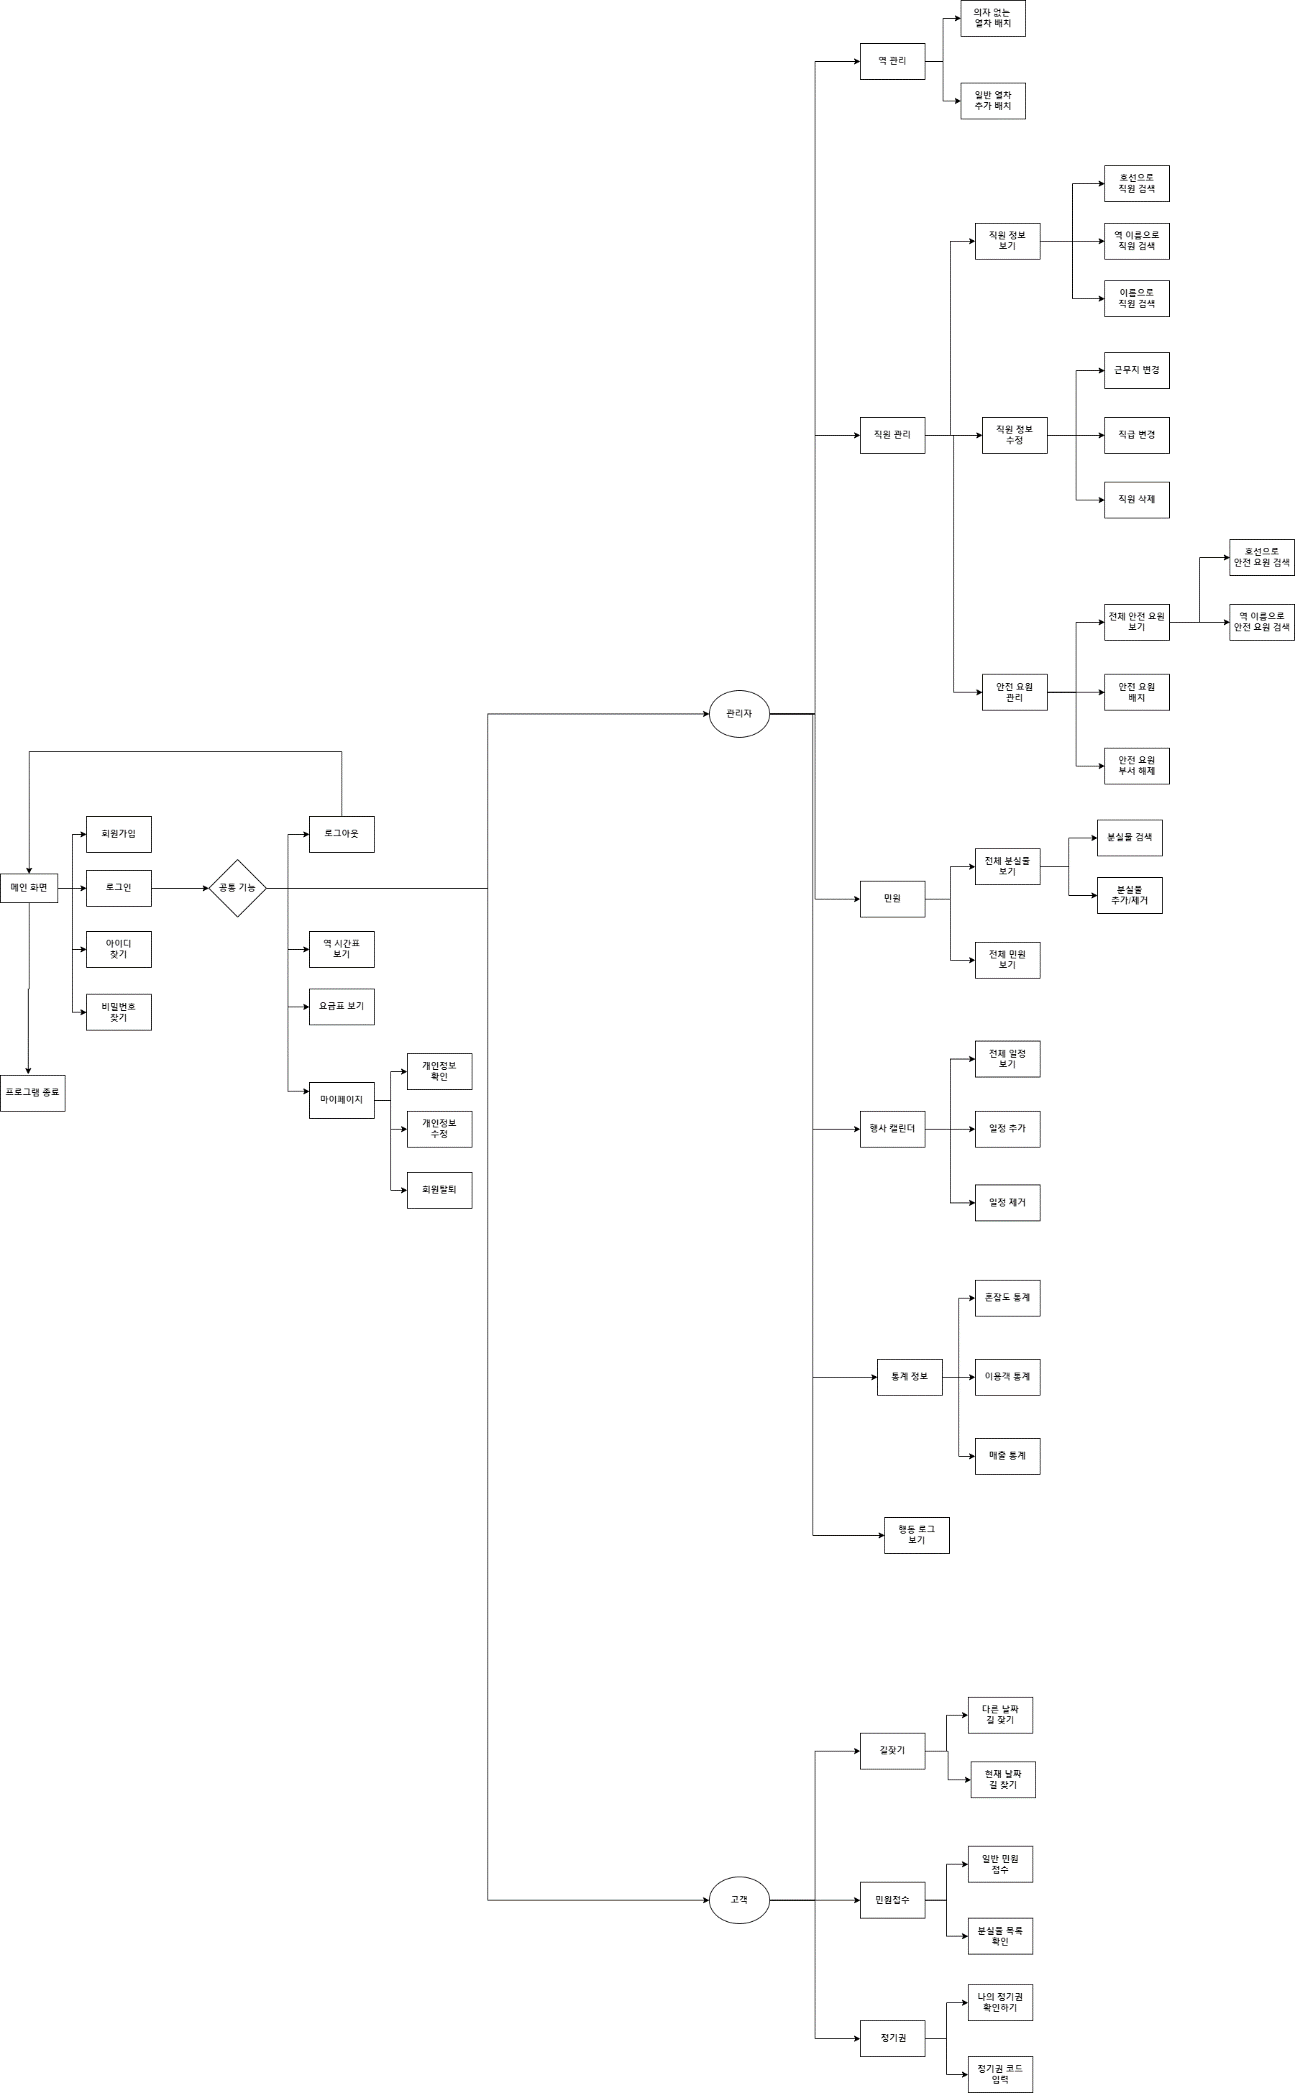 메인 화면
프로그램 종료
회원가입
로그인
아이디
찾기
비밀번호
찾기
공통 기능
로그아웃
역 시간표
보기
요금표 보기
마이페이지
개인정보
확인
개인정보
수정
회원탈퇴
관리자
역 관리
의자 없는
열차 배치
일반 열차
추가 배치
직원 관리
직원 정보
보기
호선으로
직원 검색
역 이름으로
직원 검색
이름으로
직원 검색
직원 정보
수정
근무지 변경
직급 변경
직원 삭제
안전 요원
관리
전체 안전 요원
보기
호선으로
안전 요원 검색
역 이름으로
안전 요원 검색
안전 요원
배치
안전 요원
부서 해제
민원
전체 분실물
보기
분실물 검색
분실물
추가/제거
전체 민원
보기
행사 캘린더
전체 일정
보기
일정 추가
일정 제거
통계 정보
혼잡도 통계
이용객 통계
매출 통계
행동 로그
보기
고객
길찾기
다른 날짜
길 찾기
현재 날짜
길 찾기
민원접수
일반 민원
접수
분실물 목록
확인
정기권
나의 정기권
확인하기
정기권 코드
입력